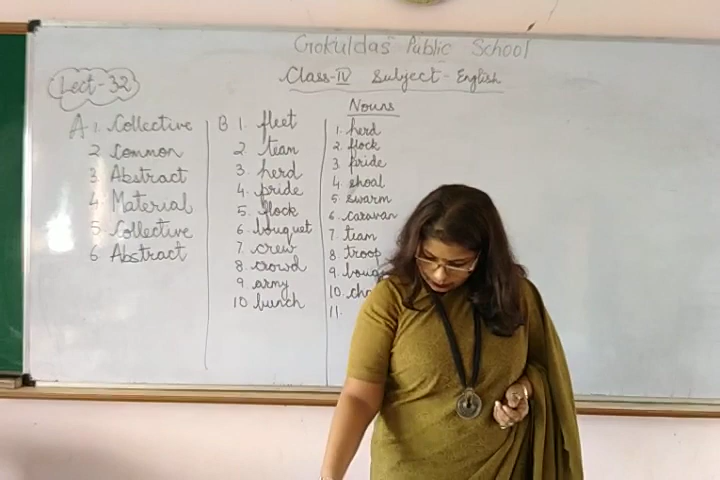 Gokuldas Public School
Class-IV Subject - English
Lect-32
A 1. Collective
2 Common
3. Abstract
4. Material
5. Collective
6 Abstract
B 1. fleet
2 team
3. herd
4. pride
5. flock
6. bouquet
7. crew
8 crowd
9. army
10 bunch
Nouns
1. herd
2. flock
3. pride
4. shoal
5. swarm
6. caravan
7. team
8. troop
9.
10.
11.